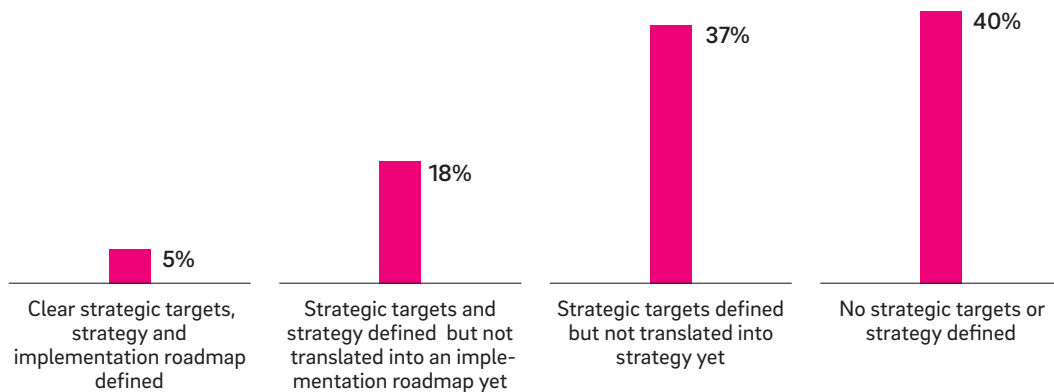 5%
Clear strategic targets,
strategy and
implementation roadmap
defined
18%
Strategic targets and
strategy defined but not
translated into an imple-
mentation roadmap yet
37%
Strategic targets defined
but not translated into
strategy yet
40%
No strategic targets or
strategy defined